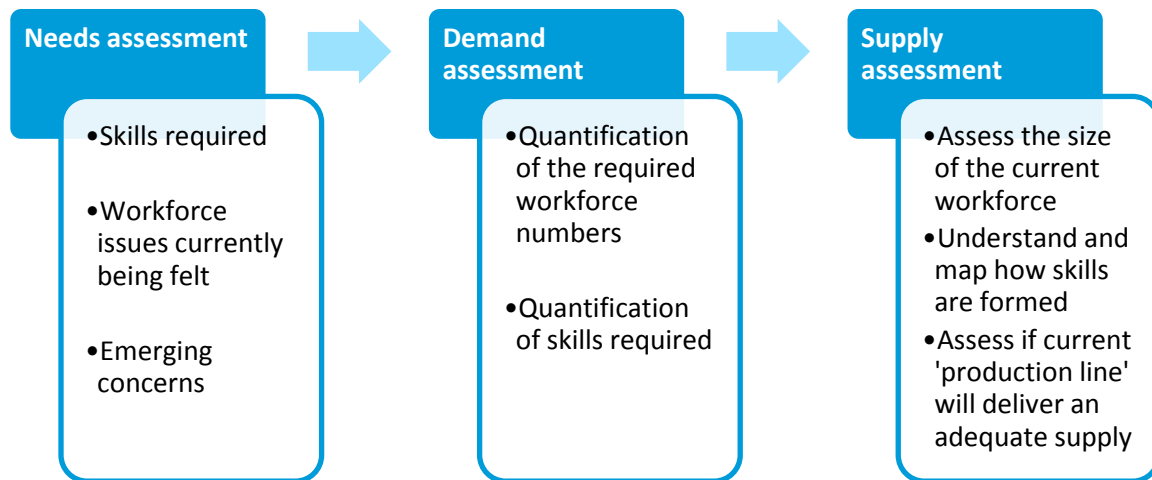 Needs assessment
•Skills required
•Workforce
issues currently
being felt
•Emerging
concerns
Demand
assessment
•Quantification
of the required
workforce
numbers
•Quantification
of skills required
Supply
assessment
•Assess the size
of the current
workforce
•Understand and
map how skills
are formed
•Assess if current
'production line'
will deliver an
adequate supply